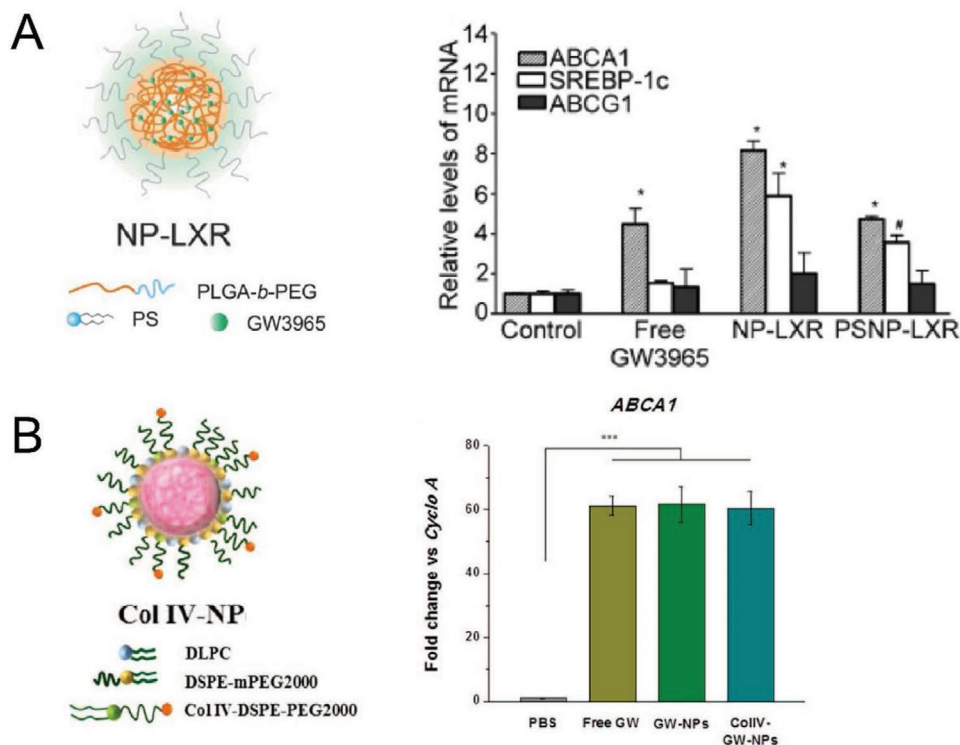 A
NP-LXR
PLGA-b-PEG
PS
GW3965
Relative levels of mRNA
14
12
10
8
6
4
2
0
ABCA1
SREBP-1c
ABCG1
*
*
*
*
#
Control
Free
GW3965
NP-LXR
PSNP-LXR
B
Col IV-NP
DLPC
DSPE-mPEG2000
Col IV-DSPE-PEG2000
ABCA1
Fold change vs Cyclo A
80
60
40
20
0
***
PBS
Free GW
GW-NPs
ColIV-
GW-NPs